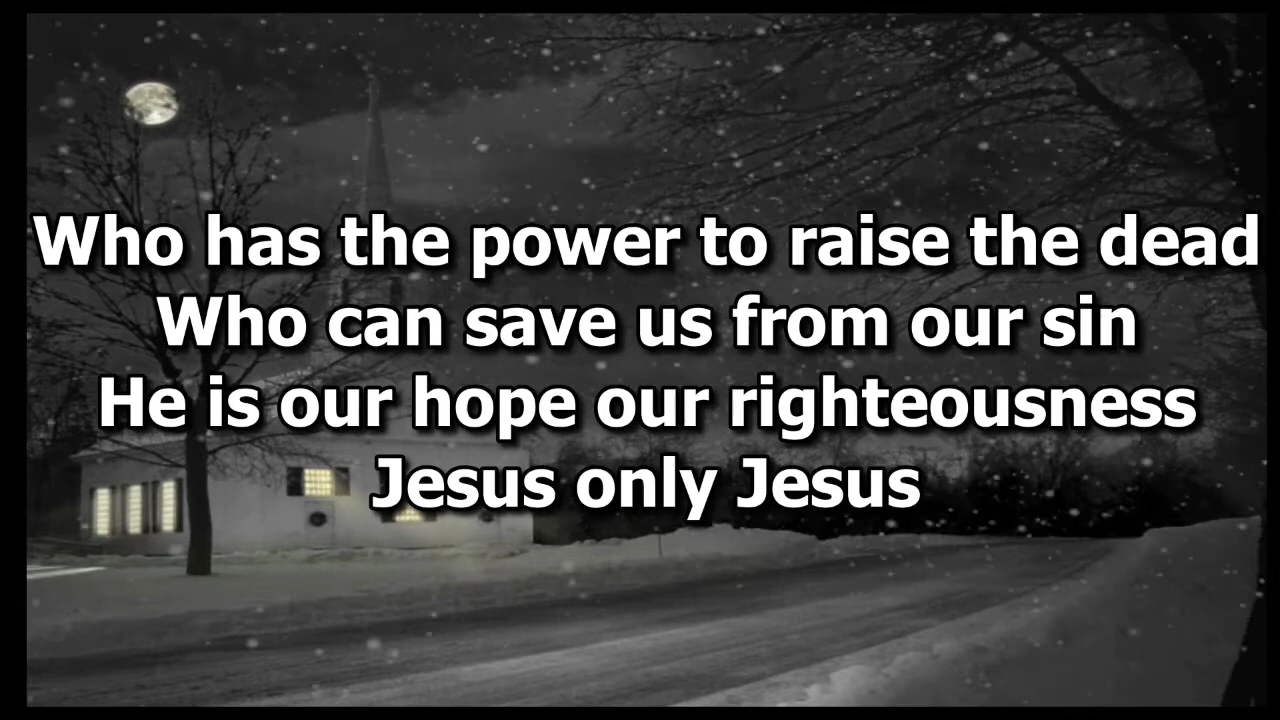 Who has the power to raise the dead
Who can save us from our sin
He is our hope our righteousness
Jesus only Jesus